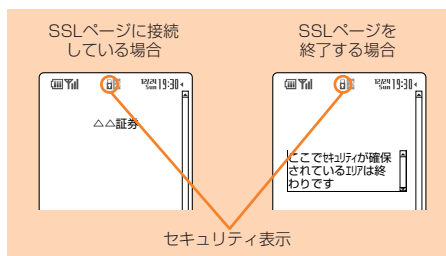 SSLページに接続
している場合
SSLページを
終了する場合
12/24 Sun 19:30
12/24 Sun 19:30
△△証券
ここでｾｷｭﾘﾃｨが確保
されているｴﾘｱは終
わりです
セキュリティ表示